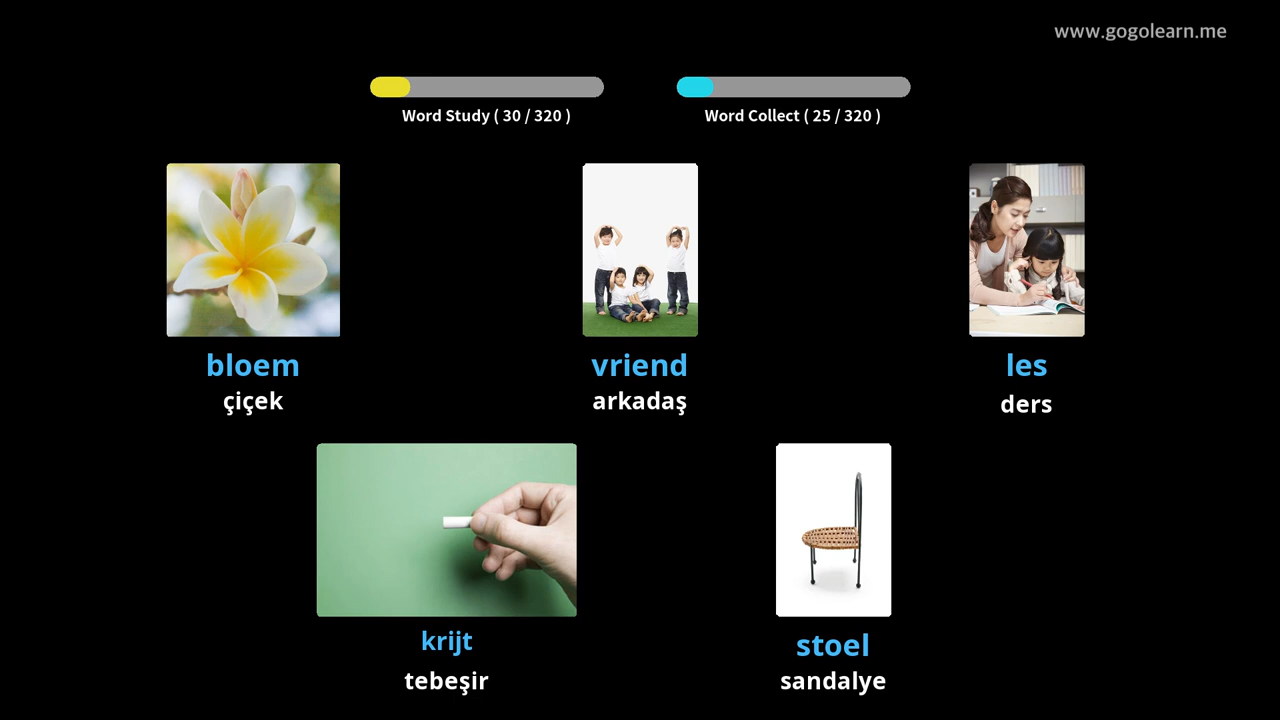 www.gogolearn.me
Word Study ( 30 / 320 )
Word Collect ( 25 / 320 )
bloem
çiçek
vriend
arkadaş
les
ders
krijt
tebeşir
stoel
sandalye